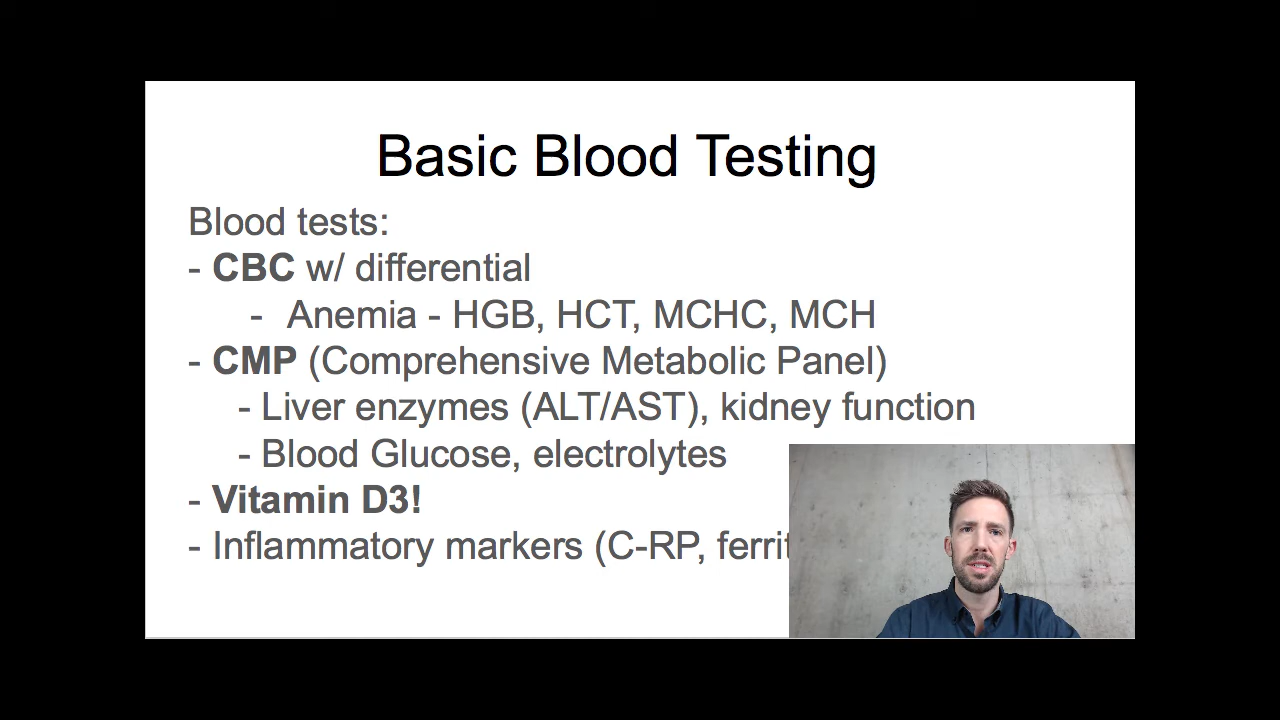 Basic Blood Testing
Blood tests:
- CBC w/ differential
- Anemia - HGB, HCT, MCHC, MCH
- CMP (Comprehensive Metabolic Panel)
- Liver enzymes (ALT/AST), kidney function
- Blood Glucose, electrolytes
- Vitamin D3!
- Inflammatory markers (C-RP,